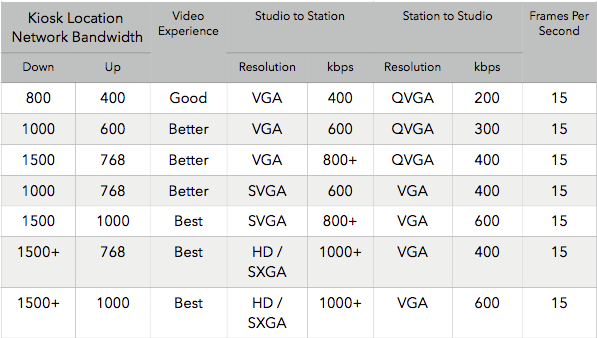 Kiosk Location Network Bandwidth Video Experience Studio to Station Station to Studio Frames Per Second
Down Up Resolution kbps Resolution kbps
800 400 Good VGA 400 QVGA 200 15
1000 600 Better VGA 600 QVGA 300 15
1500 768 Better VGA 800+ QVGA 400 15
1000 768 Better SVGA 600 VGA 400 15
1500 1000 Best SVGA 800+ VGA 600 15
1500+ 768 Best HD / SXGA 1000+ VGA 400 15
1500+ 1000 Best HD / SXGA 1000+ VGA 600 15